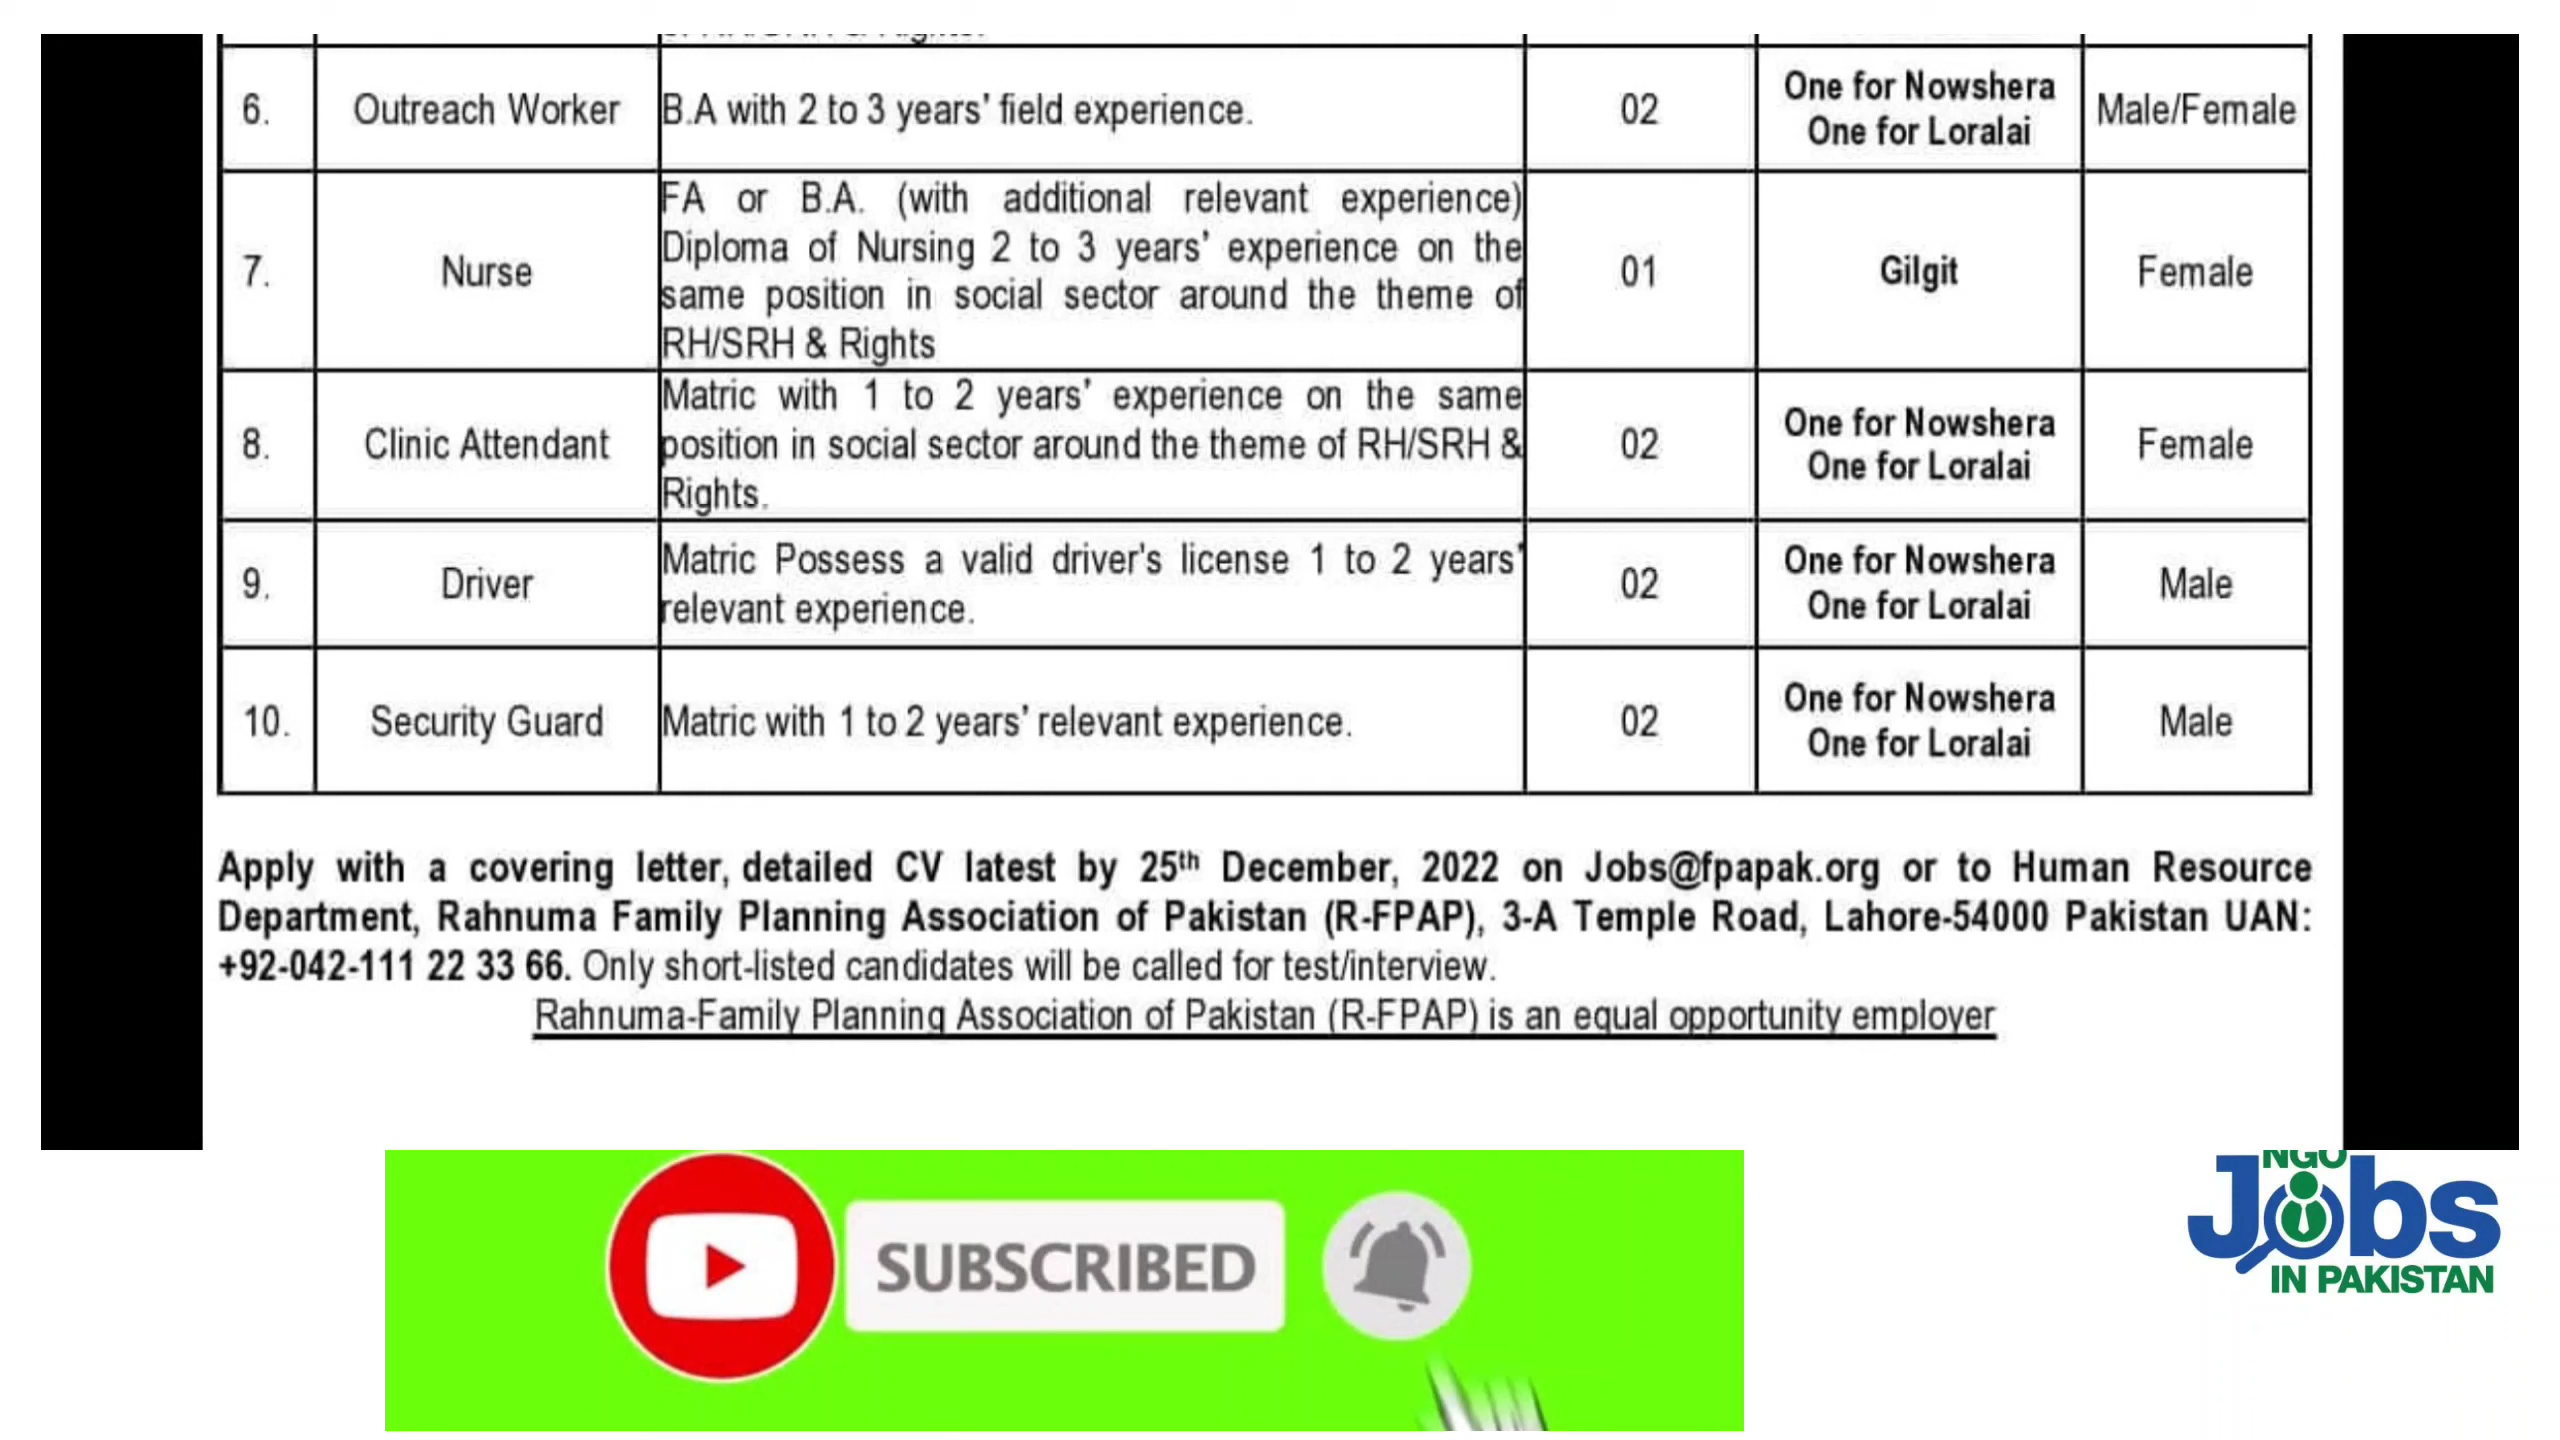 6.
Outreach Worker
B.A with 2 to 3 years' field experience.
02
One for Nowshera
One for Loralai
Male/Female
7.
Nurse
FA or B.A. (with additional relevant experience)
Diploma of Nursing 2 to 3 years' experience on the
same position in social sector around the theme of
RH/SRH & Rights
01
Gilgit
Female
8.
Clinic Attendant
Matric with 1 to 2 years' experience on the same
position in social sector around the theme of RH/SRH &
Rights.
02
One for Nowshera
One for Loralai
Female
9.
Driver
Matric Possess a valid driver's license 1 to 2 years'
relevant experience.
02
One for Nowshera
One for Loralai
Male
10.
Security Guard
Matric with 1 to 2 years' relevant experience.
02
One for Nowshera
One for Loralai
Male
Apply with a covering letter, detailed CV latest by 25th December, 2022 on Jobs@fpapak.org or to Human Resource
Department, Rahnuma Family Planning Association of Pakistan (R-FPAP), 3-A Temple Road, Lahore-54000 Pakistan UAN:
+92-042-111 22 33 66. Only short-listed candidates will be called for test/interview.
Rahnuma-Family Planning Association of Pakistan (R-FPAP) is an equal opportunity employer
SUBSCRIBED
NGO
Jobs
IN PAKISTAN